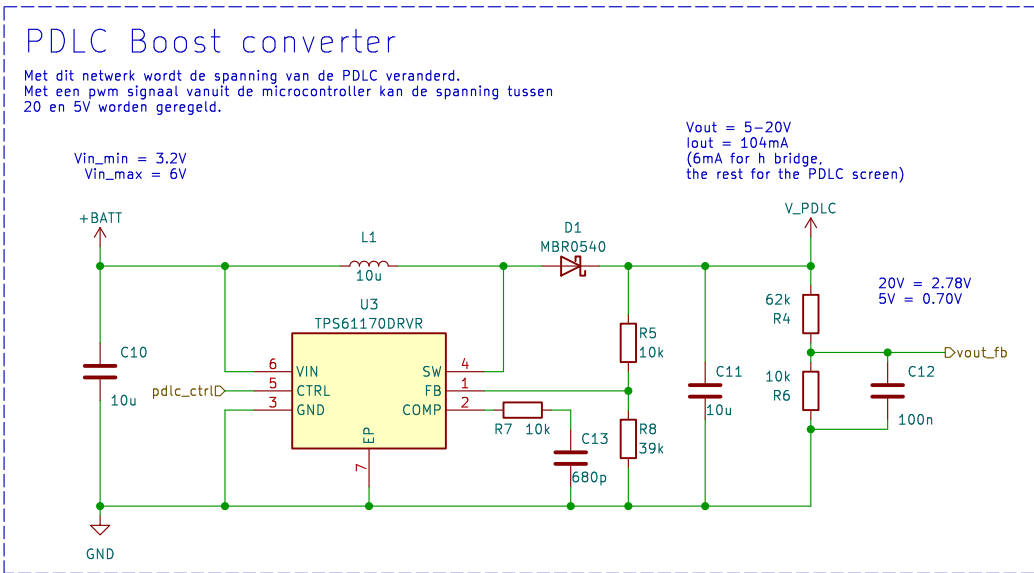 PDLC Boost converter
Met dit netwerk wordt de spanning van de PDLC veranderd.
Met een pwm signaal vanuit de microcontroller kan de spanning tussen
20 en 5V worden geregeld.
Vin_min = 3.2V
Vin_max = 6V
Vout = 5-20V
Iout = 104mA
(6mA for h bridge,
the rest for the PDLC screen)
+BATT
L1
10u
D1
MBR0540
V_PDLC
20V = 2.78V
5V = 0.70V
62k
R4
U3
TPS61170DRVR
R5
10k
C10
10u
6
VIN
SW
4
pdlc_ctrl
5
CTRL
FB
1
3
GND
COMP
2
EP
7
R7
10k
C13
680p
R8
39k
C11
10u
10k
R6
vout_fb
C12
100n
GND